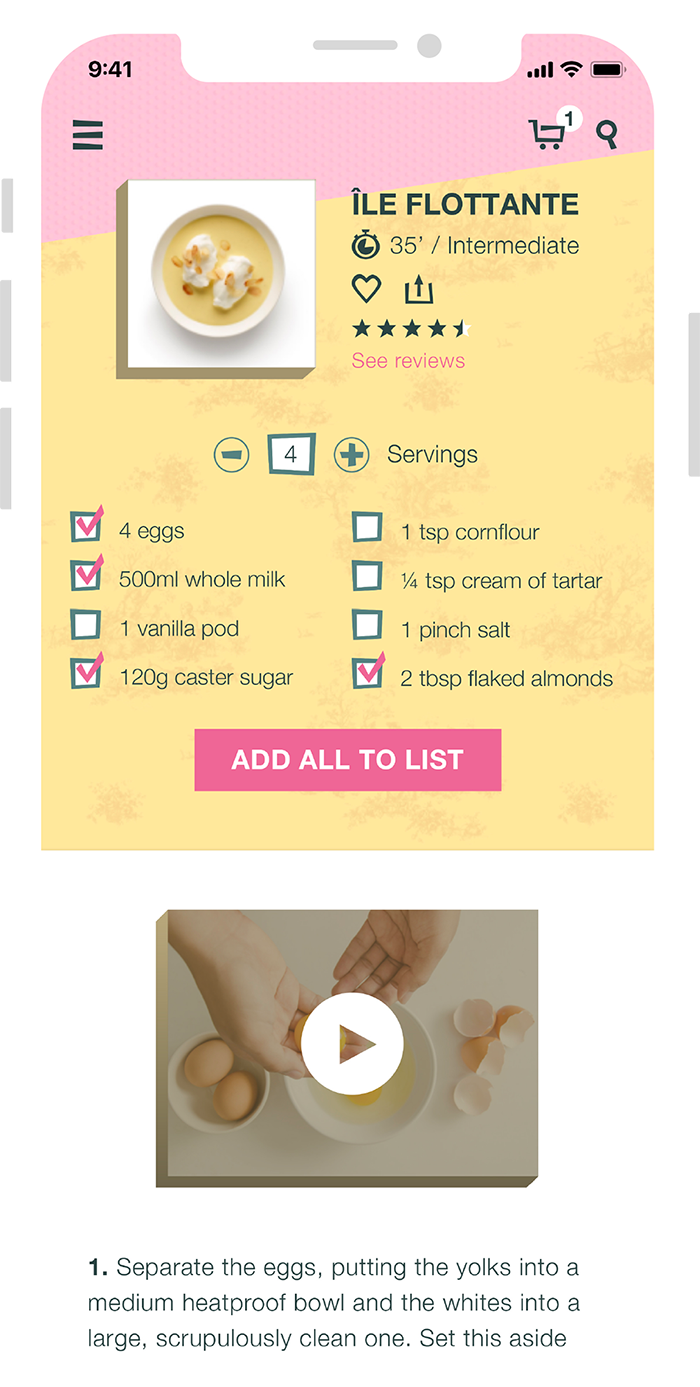 9:41
1
ÎLE FLOTTANTE
35’ / Intermediate
See reviews
4 Servings
4 eggs
500ml whole milk
1 vanilla pod
120g caster sugar
1 tsp cornflour
¼ tsp cream of tartar
1 pinch salt
2 tbsp flaked almonds
ADD ALL TO LIST
1. Separate the eggs, putting the yolks into a
medium heatproof bowl and the whites into a
large, scrupulously clean one. Set this aside